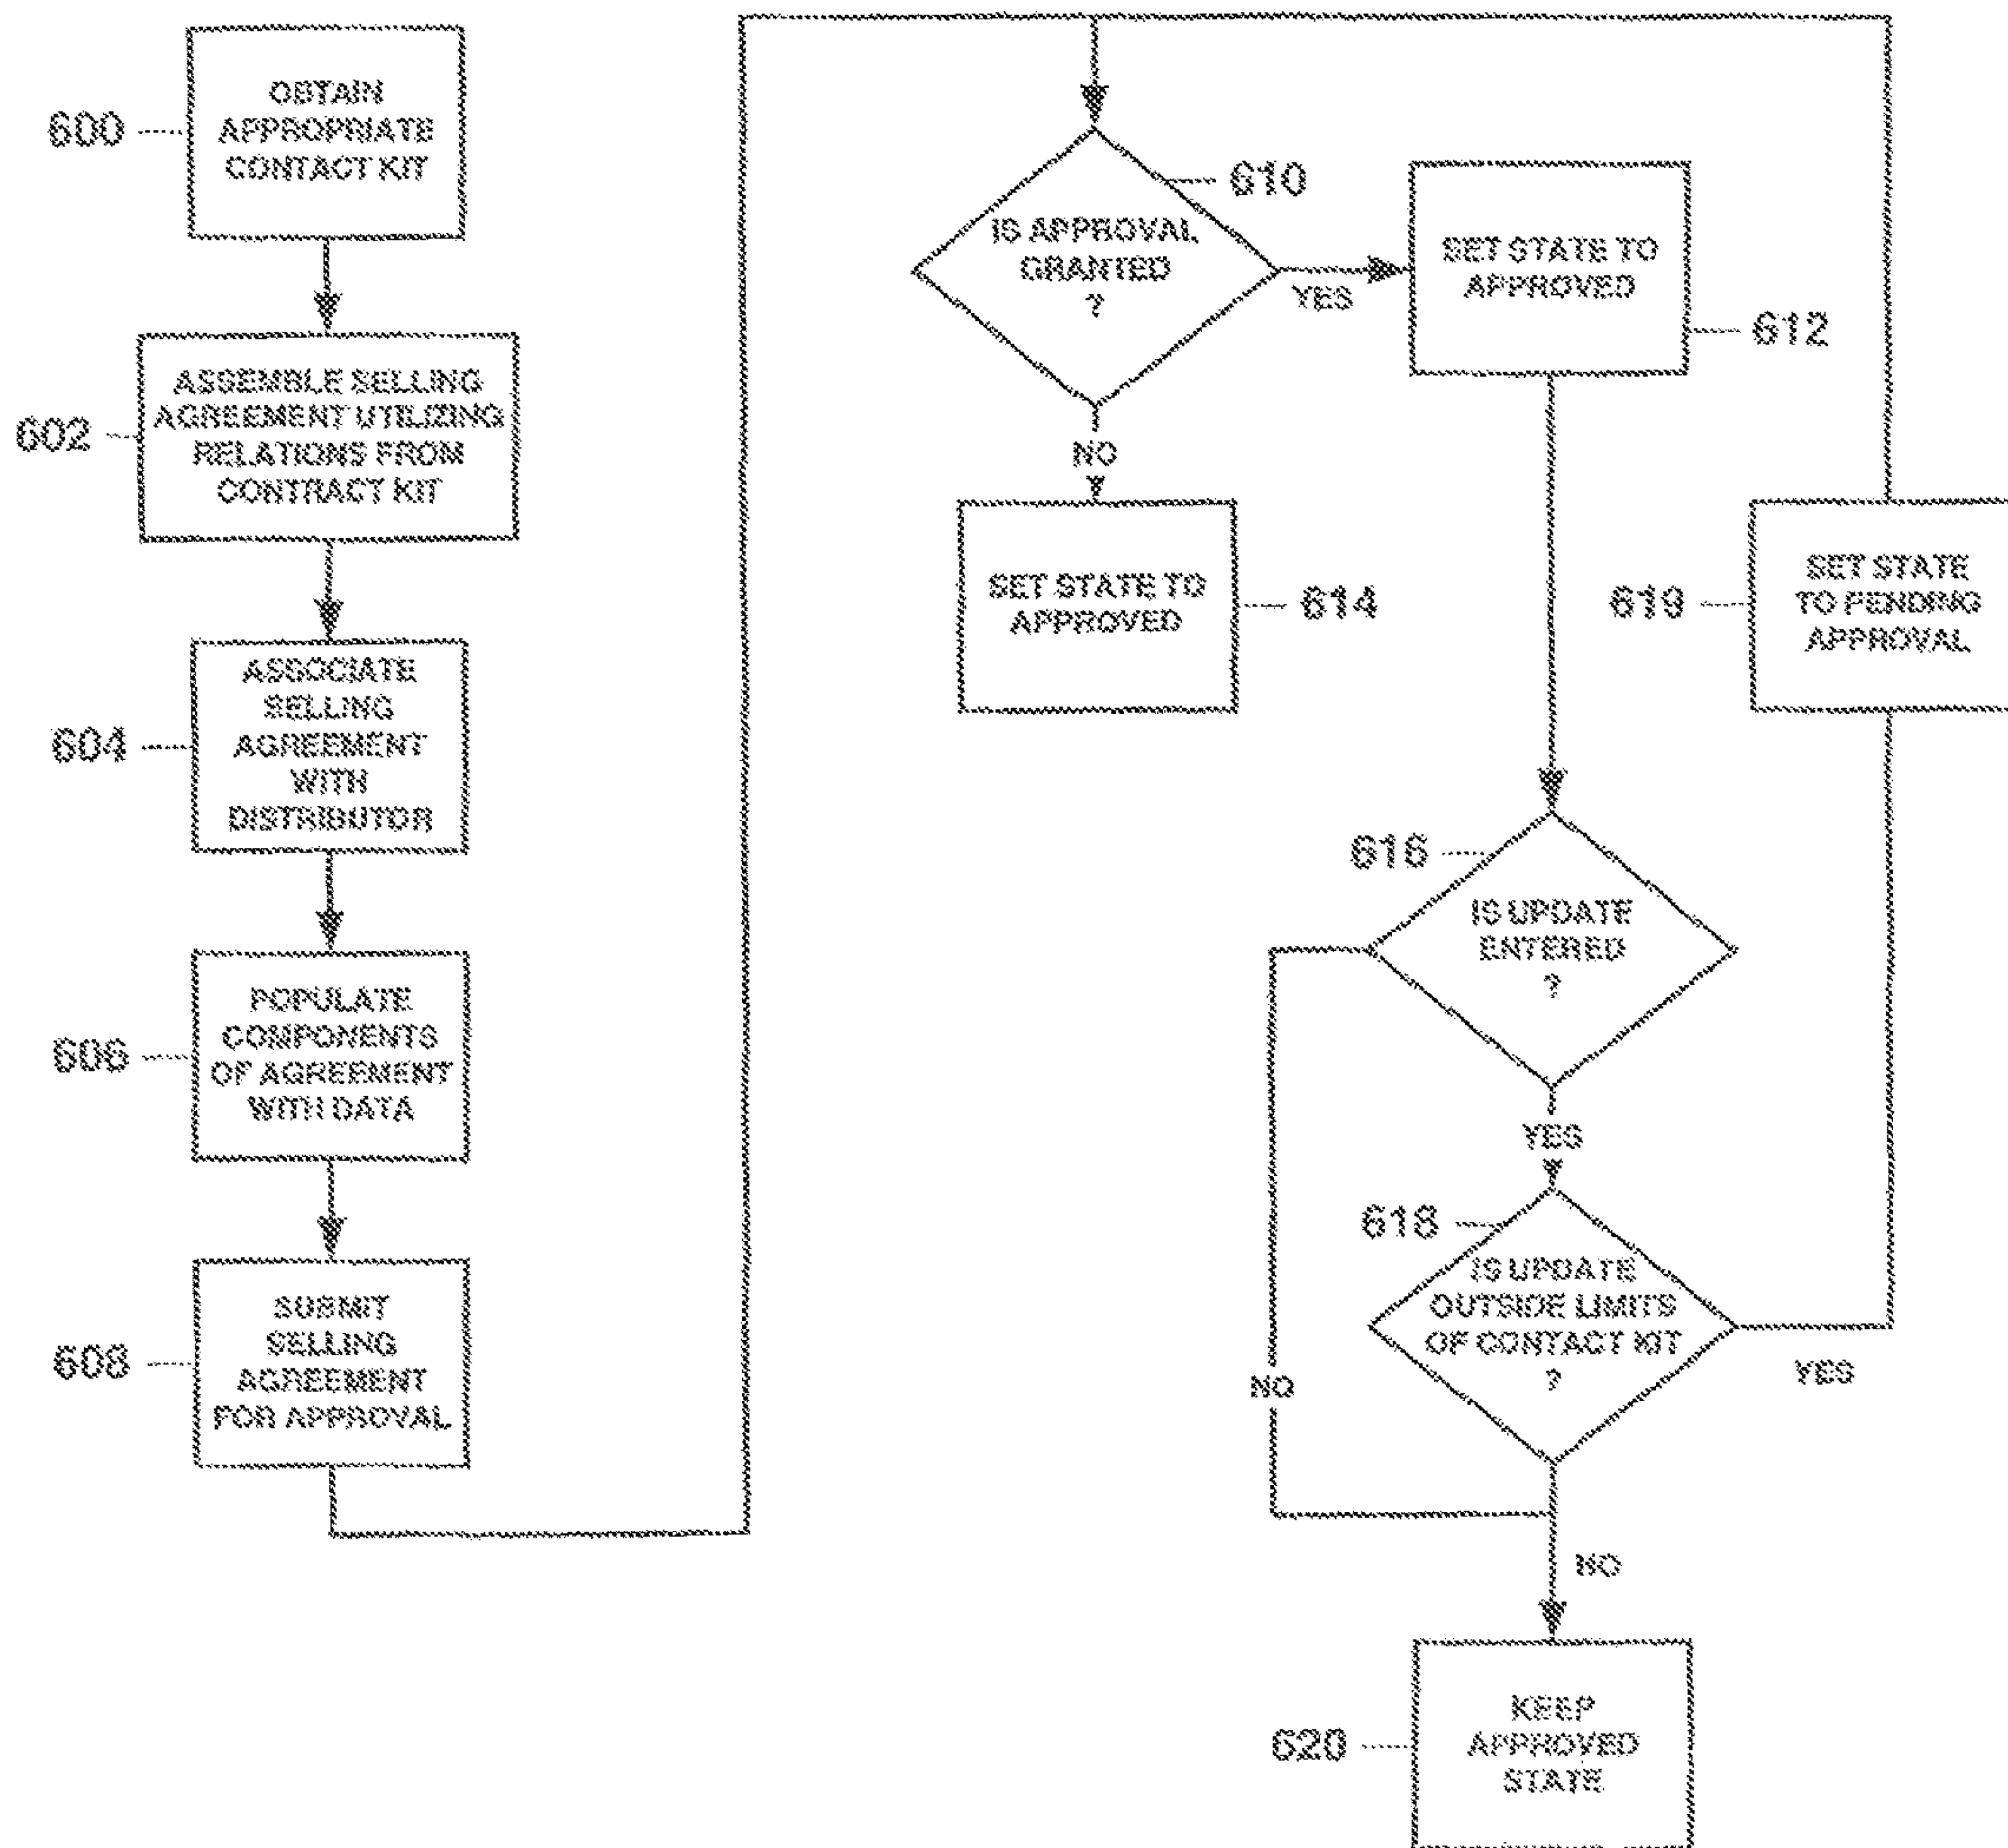 600
OBTAIN
APPROPRIATE
CONTACT KIT
602
ASSEMBLE SELLING
AGREEMENT UTILIZING
RELATIONS FROM
CONTRACT KIT
604
ASSOCIATE
SELLING
AGREEMENT
WITH
DISTRIBUTOR
606
POPULATE
COMPONENTS
OF AGREEMENT
WITH DATA
608
SUBMIT
SELLING
AGREEMENT
FOR APPROVAL
610
IS APPROVAL
GRANTED
?
YES
SET STATE TO
APPROVED
612
NO
SET STATE TO
APPROVED
614
619
SET STATE
TO PENDING
APPROVAL
616
IS UPDATE
ENTERED
?
YES
NO
618
IS UPDATE
OUTSIDE LIMITS
OF CONTACT KIT
?
YES
NO
620
KEEP
APPROVED
STATE